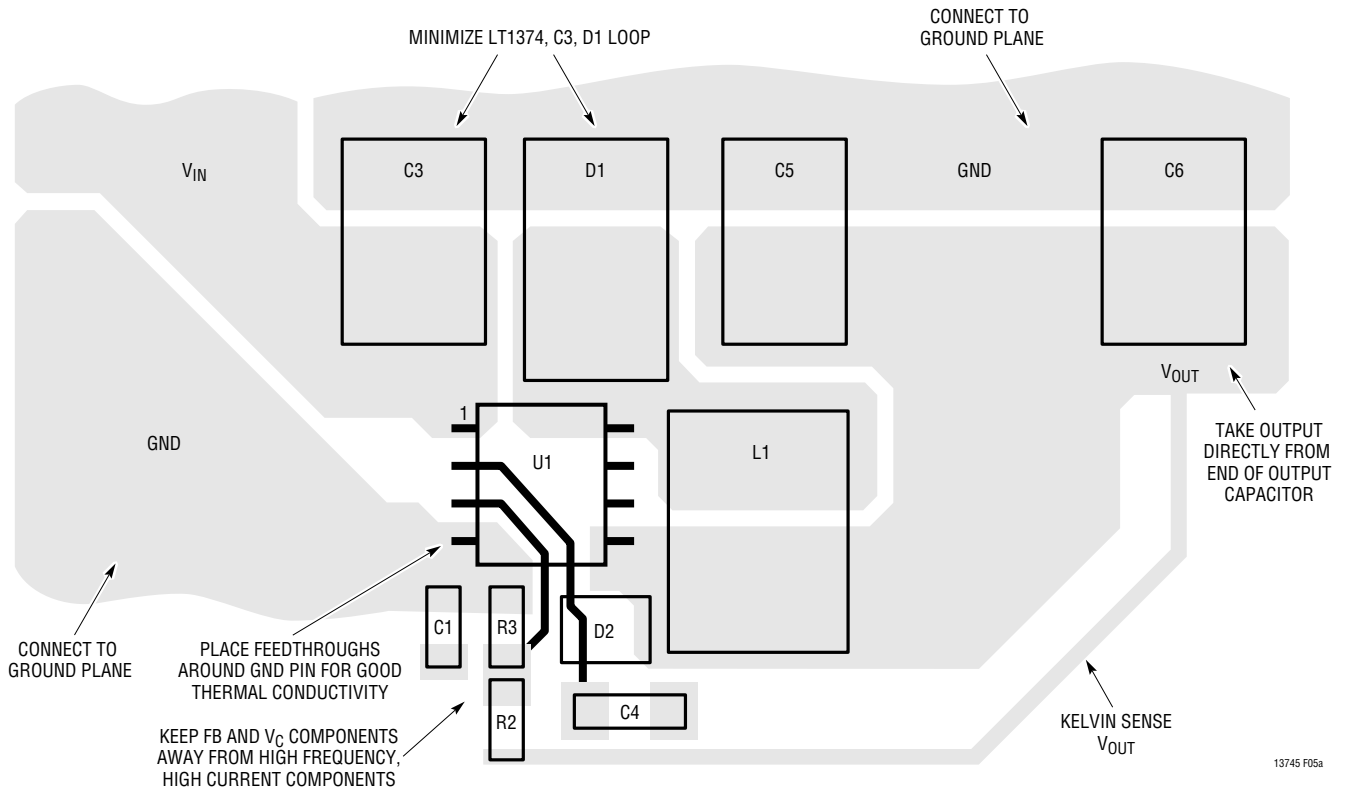 MINIMIZE LT1374, C3, D1 LOOP
CONNECT TO
GROUND PLANE
VIN
C3
D1
C5
GND
C6
VOUT
1
U1
L1
GND
TAKE OUTPUT
DIRECTLY FROM
END OF OUTPUT
CAPACITOR
C1
R3
D2
CONNECT TO
GROUND PLANE
PLACE FEEDTHROUGHS
AROUND GND PIN FOR GOOD
THERMAL CONDUCTIVITY
R2
C4
KEEP FB AND VC COMPONENTS
AWAY FROM HIGH FREQUENCY,
HIGH CURRENT COMPONENTS
KELVIN SENSE
VOUT
13745 F05a